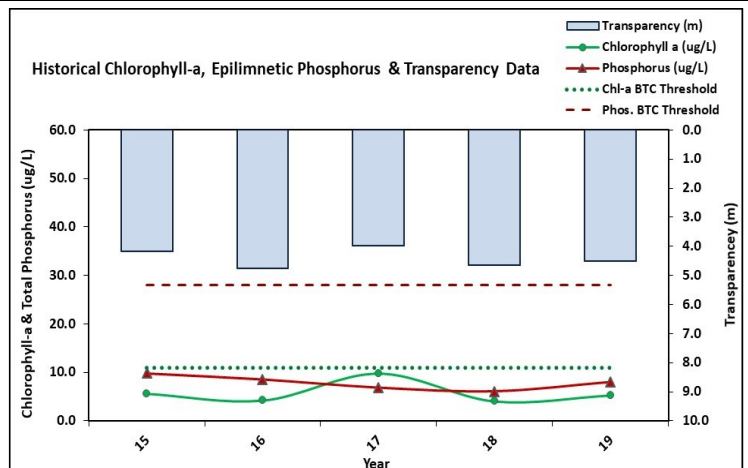 Transparency (m)
Chlorophyll a (ug/L)
Phosphorus (ug/L)
Chl-a BTC Threshold
Phos. BTC Threshold
Historical Chlorophyll-a, Epilimnetic Phosphorus & Transparency Data
Chlorophyll-a & Total Phosphorus (ug/L)
60.0
50.0
40.0
30.0
20.0
10.0
0.0
0.0
1.0
2.0
3.0
4.0
5.0
6.0
7.0
8.0
9.0
10.0
Transparencey (m)
15
16
17
18
19
Year